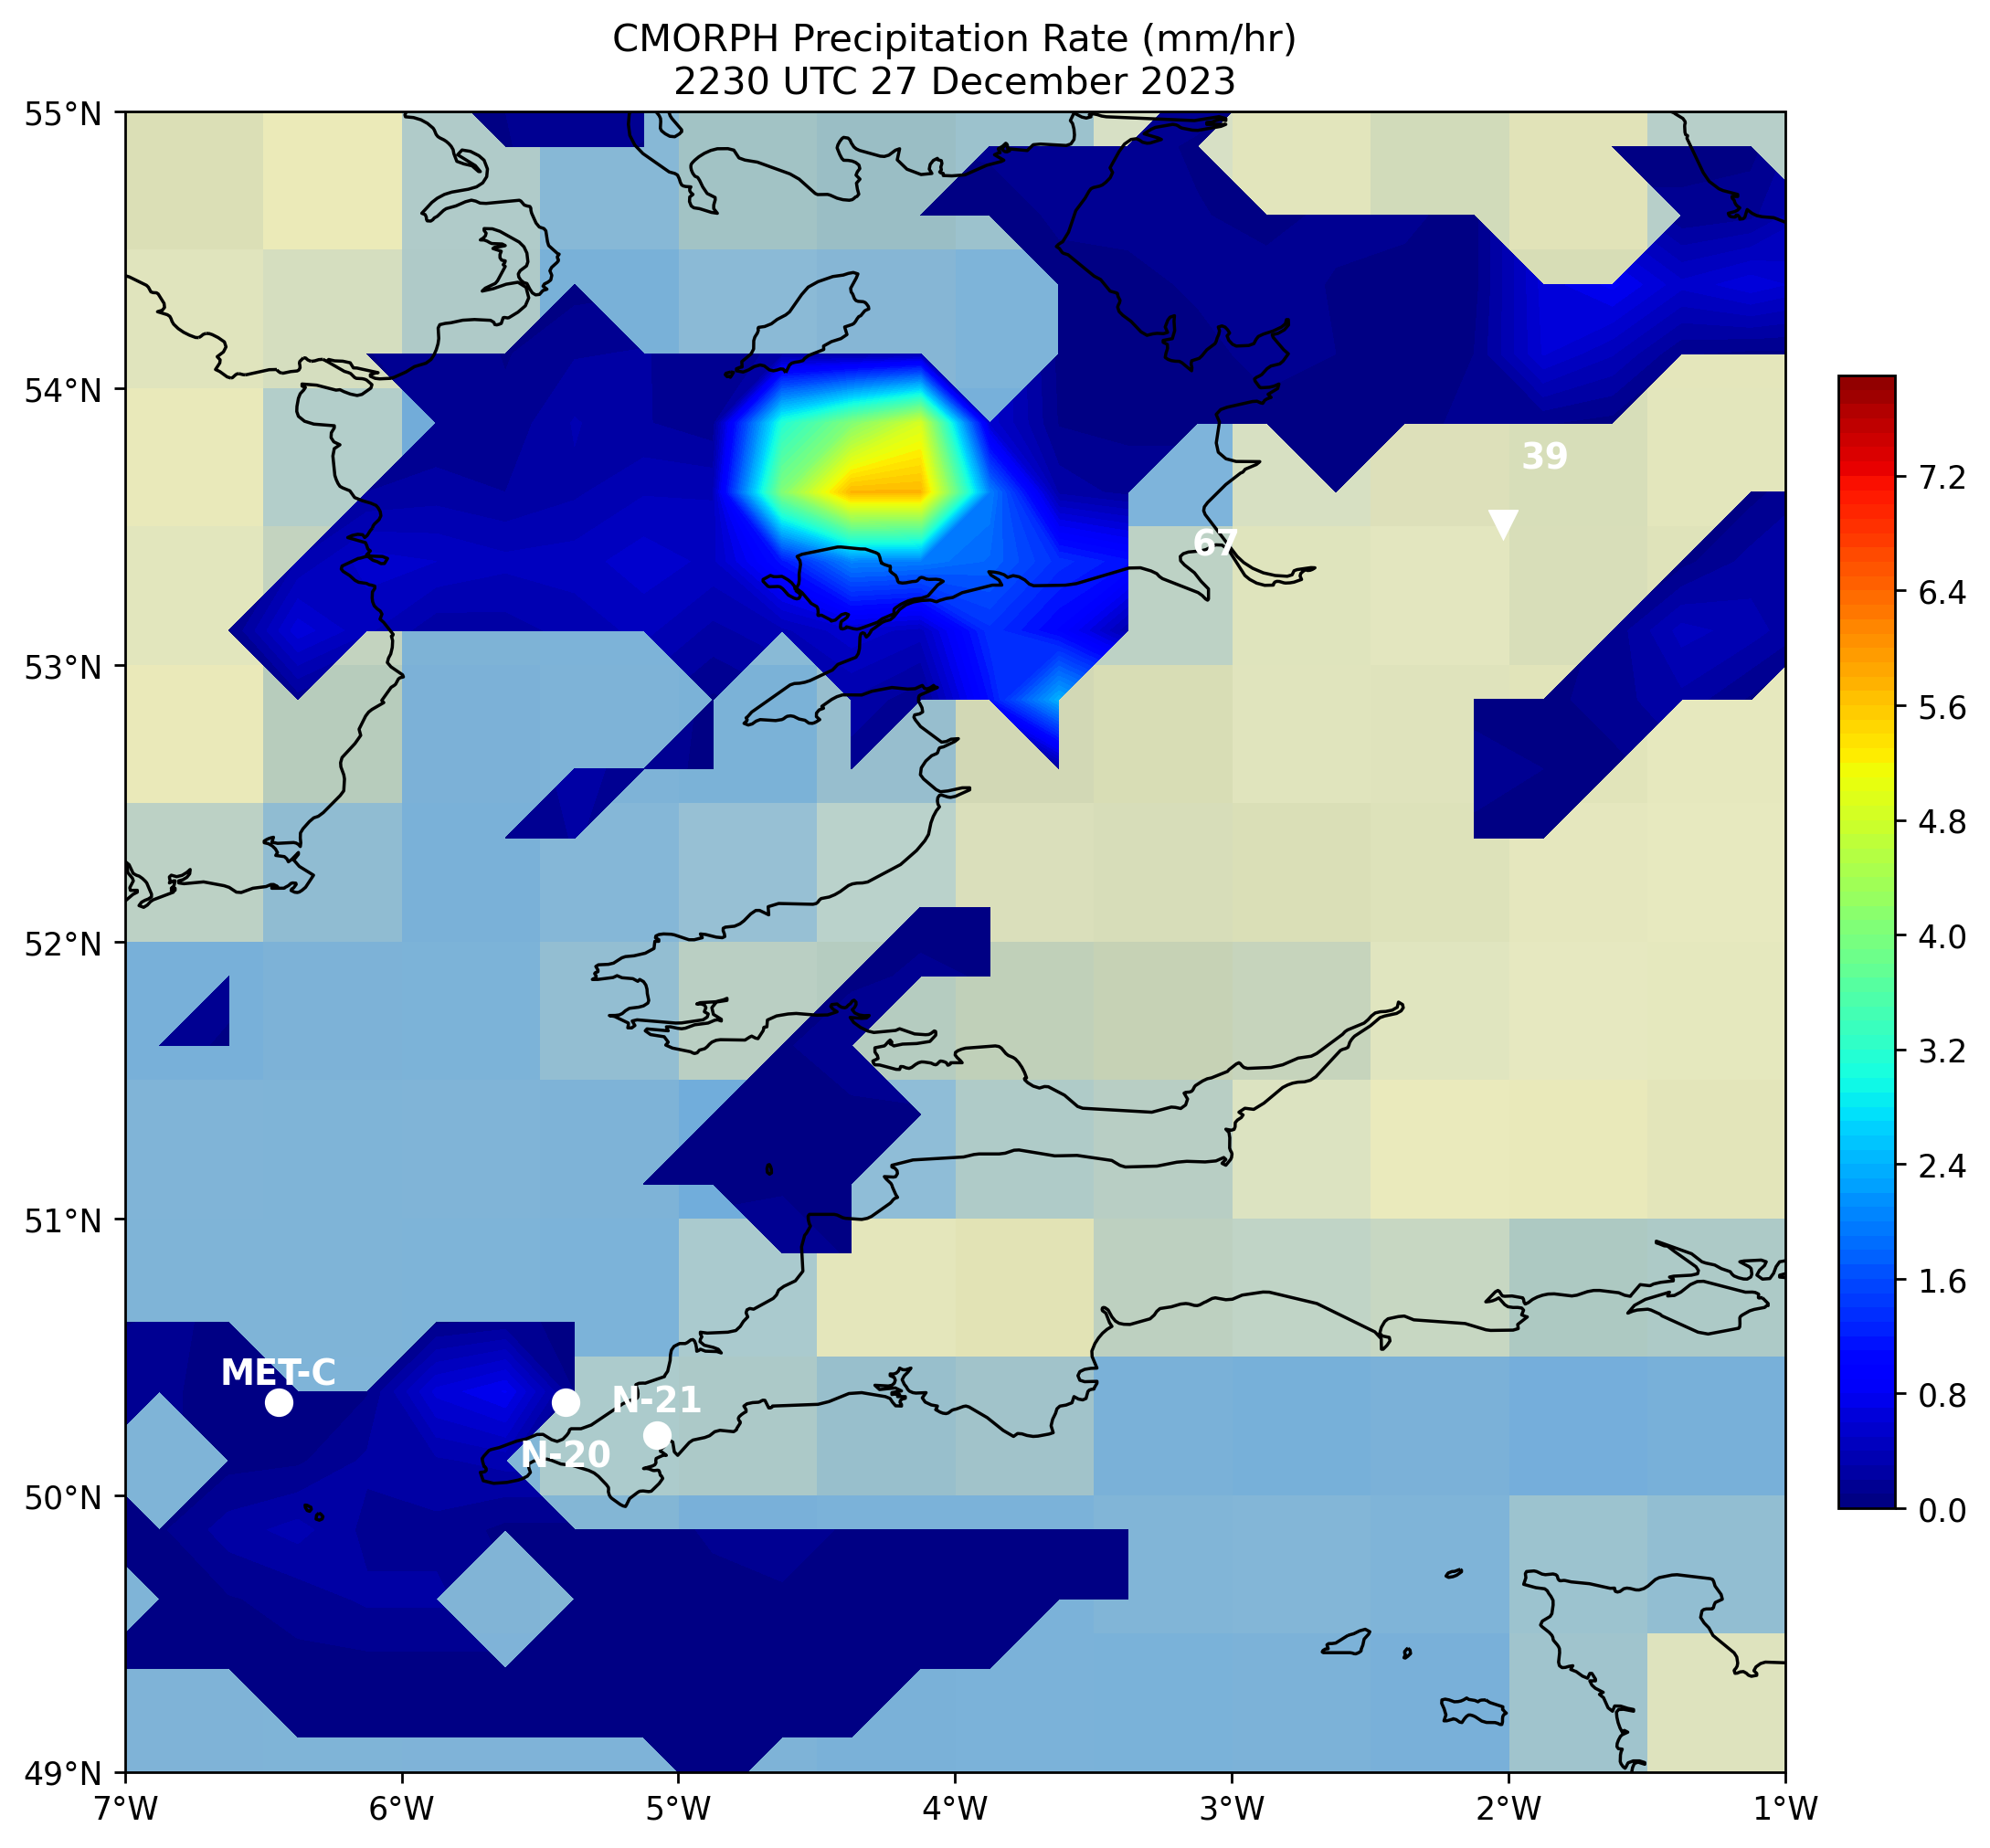 CMORPH Precipitation Rate (mm/hr)
2230 UTC 27 December 2023
55°N
54°N
53°N
52°N
51°N
50°N
49°N
7°W
6°W
5°W
4°W
3°W
2°W
1°W
39
67
MET-C
N-21
N-20
7.2
6.4
5.6
4.8
4.0
3.2
2.4
1.6
0.8
0.0